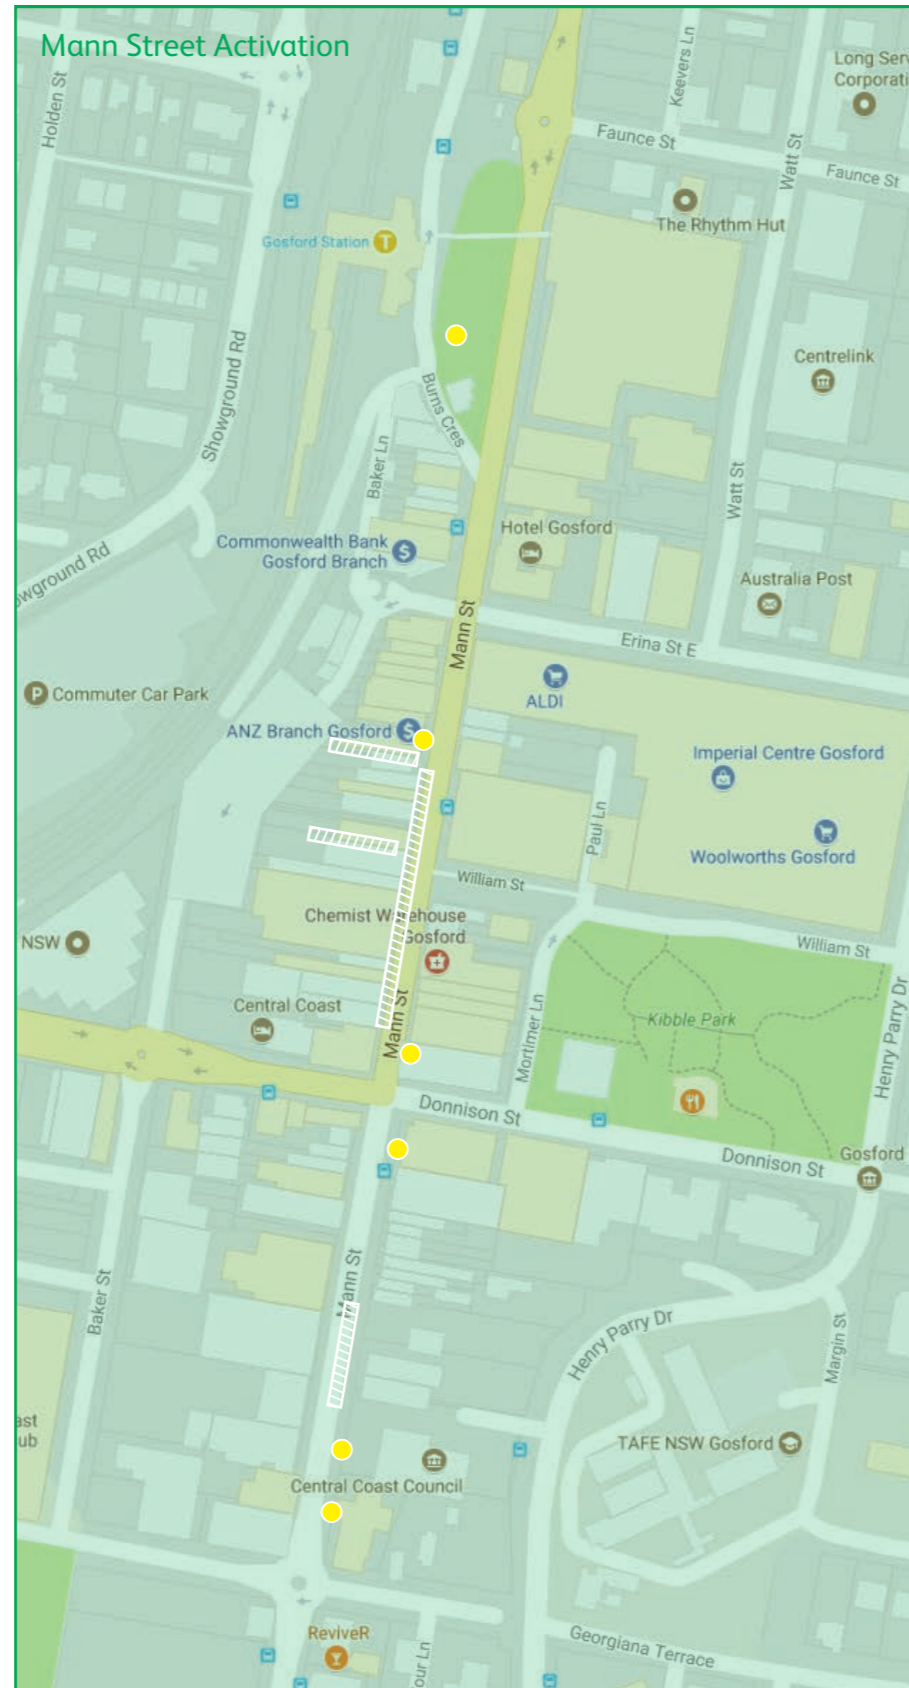 Mann Street Activation
Holden St
Keevers Ln
Long Serv
Corporati
Faunce St
Watt St
Faunce St
The Rhythm Hut
Gosford Station
T
Showground Rd
Centrelink
Burns Cres
Baker Ln
Watt St
Hotel Gosford
Commonwealth Bank
Gosford Branch
$
wground Rd
Australia Post
Mann St
Erina St E
P
Commuter Car Park
ALDI
ANZ Branch Gosford
$
Imperial Centre Gosford
Paul Ln
Woolworths Gosford
William St
Chemist Warehouse
Gosford
NSW
William St
Central Coast
Mann St
Mortimer Ln
Kibble Park
Henry Parry Dr
Donnison St
Donnison St
Gosford
Mann St
Baker St
Henry Parry Dr
Margin St
ast
ub
TAFE NSW Gosford
Central Coast Council
ReviveR
our Ln
Georgiana Terrace